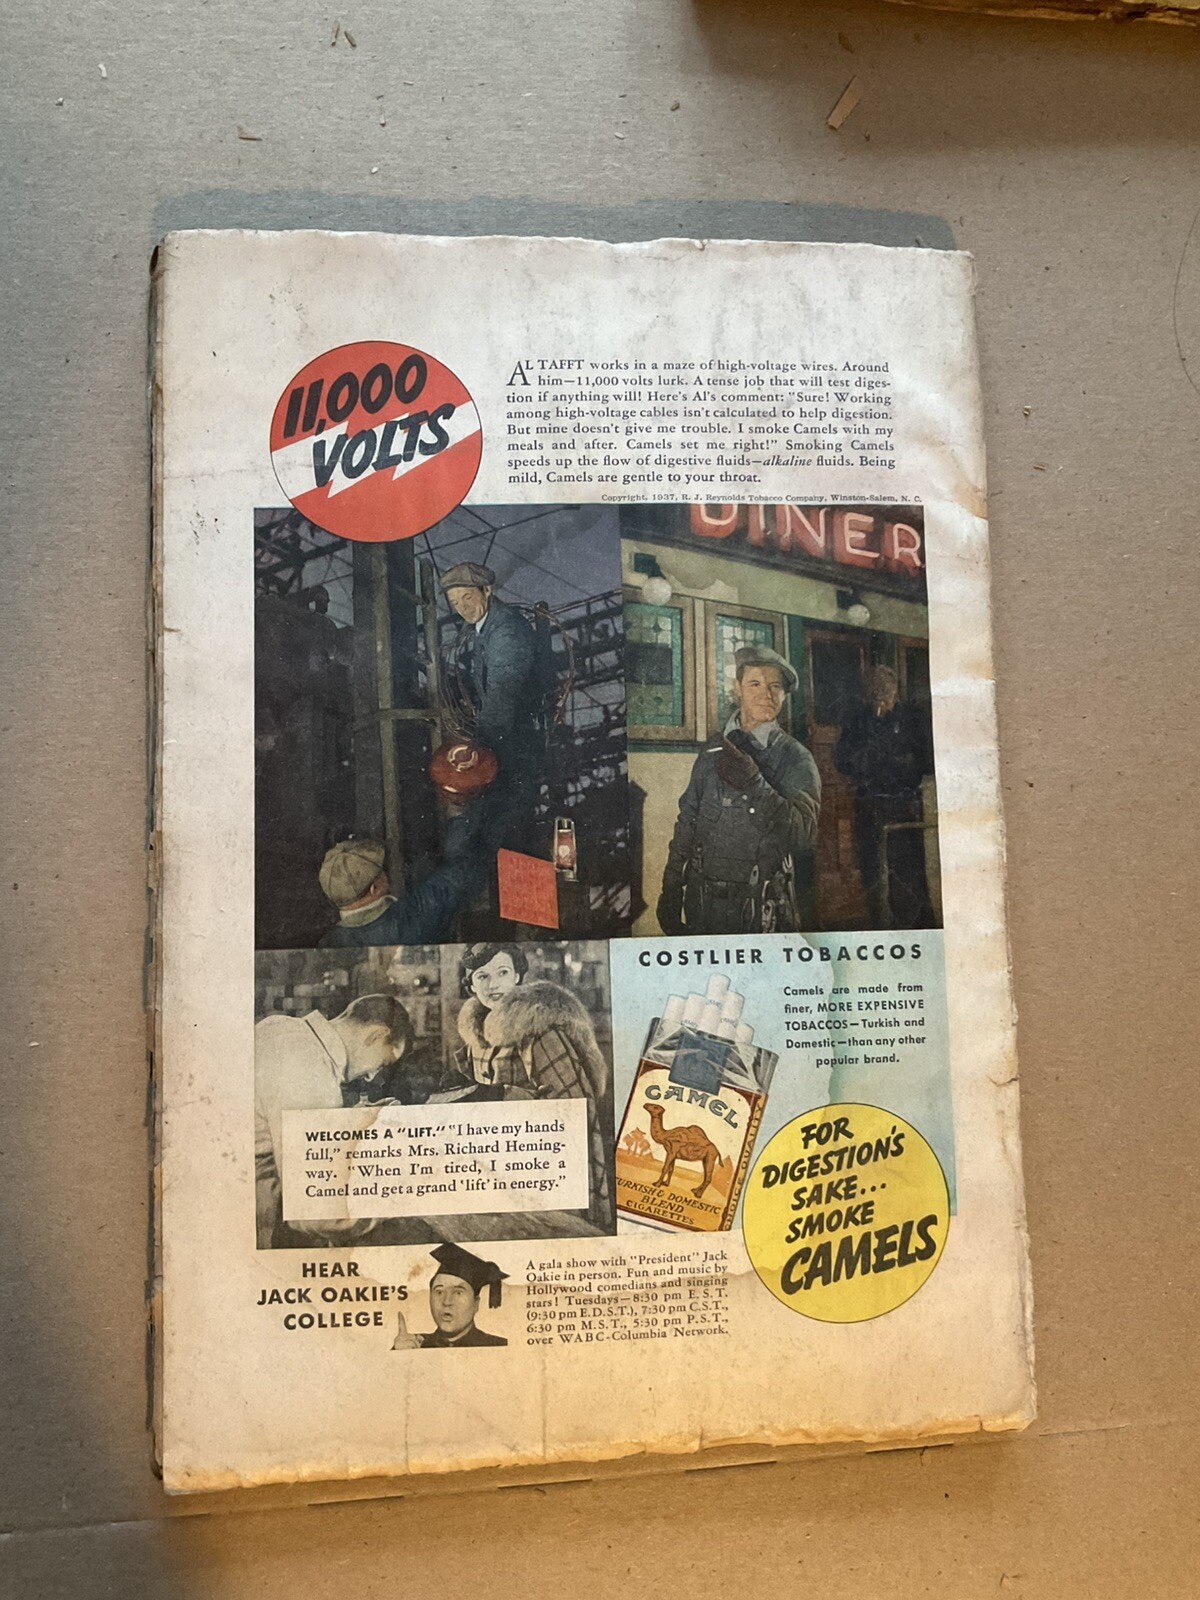 11,000
VOLTS
AL TAFFT works in a maze of high-voltage wires. Around
him—11,000 volts lurk. A tense job that will test diges-
tion if anything will! Here's Al's comment: "Sure! Working
among high-voltage cables isn't calculated to help digestion.
But mine doesn't give me trouble. I smoke Camels with my
meals and after. Camels set me right!" Smoking Camels
speeds up the flow of digestive fluids—alkaline fluids. Being
mild, Camels are gentle to your throat.
Copyright, 1937, R. J. Reynolds Tobacco Company, Winston-Salem, N. C.
DINER
WELCOMES A "LIFT." "I have my hands
full," remarks Mrs. Richard Heming-
way. "When I'm tired, I smoke a
Camel and get a grand 'lift' in energy."
COSTLIER TOBACCOS
Camels are made from
finer, MORE EXPENSIVE
TOBACCOS—Turkish and
Domestic—than any other
popular brand.
CAMEL
TURKISH & DOMESTIC
BLEND
CIGARETTES
CHOICE QUALITY
FOR
DIGESTION'S
SAKE...
SMOKE
CAMELS
HEAR
JACK OAKIE'S
COLLEGE
A gala show with "President" Jack
Oakie in person. Fun and music by
Hollywood comedians and singing
stars! Tuesdays—8:30 pm E.S.T.
(9:30 pm E.D.S.T.), 7:30 pm C.S.T.,
6:30 pm M.S.T., 5:30 pm P.S.T.,
over WABC-Columbia Network.